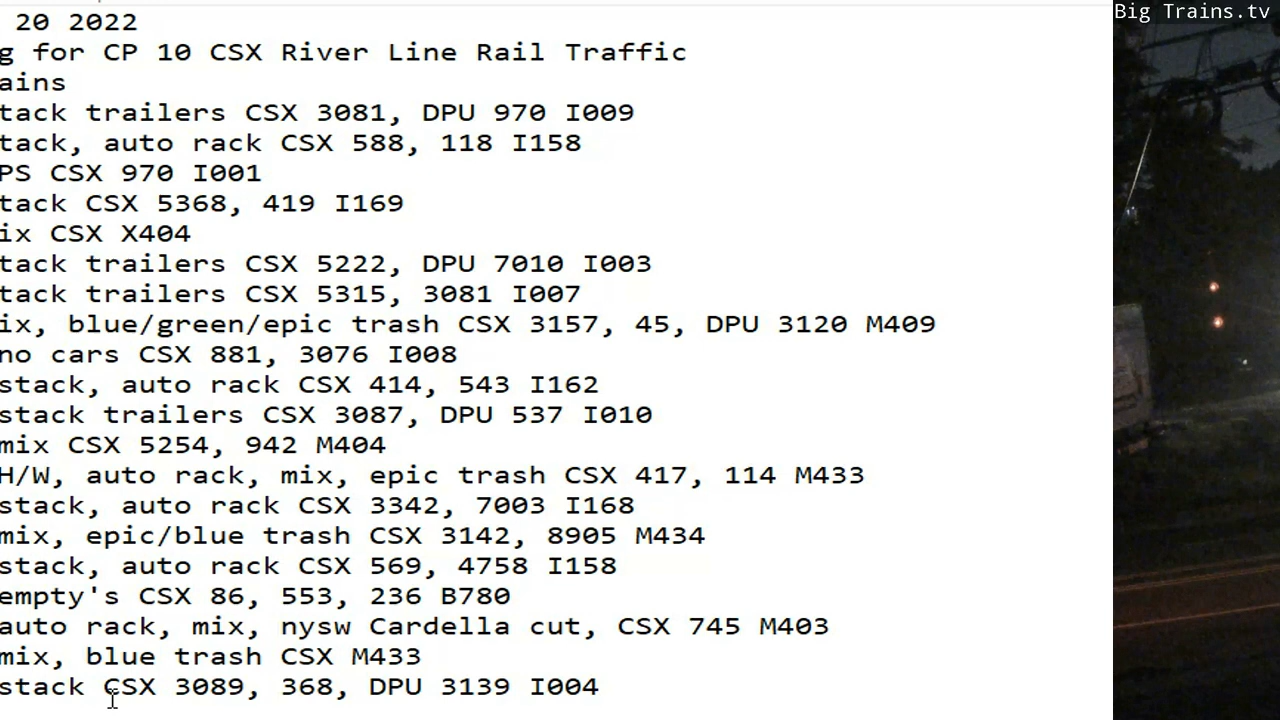 20 2022
g for CP 10 CSX River Line Rail Traffic
ains
tack trailers CSX 3081, DPU 970 I009
tack, auto rack CSX 588, 118 I158
PS CSX 970 I001
tack CSX 5368, 419 I169
ix CSX X404
tack trailers CSX 5222, DPU 7010 I003
tack trailers CSX 5315, 3081 I007
ix, blue/green/epic trash CSX 3157, 45, DPU 3120 M409
no cars CSX 881, 3076 I008
stack, auto rack CSX 414, 543 I162
stack trailers CSX 3087, DPU 537 I010
mix CSX 5254, 942 M404
H/W, auto rack, mix, epic trash CSX 417, 114 M433
stack, auto rack CSX 3342, 7003 I168
mix, epic/blue trash CSX 3142, 8905 M434
stack, auto rack CSX 569, 4758 I158
empty's CSX 86, 553, 236 B780
auto rack, mix, nysw Cardella cut, CSX 745 M403
mix, blue trash CSX M433
stack CSX 3089, 368, DPU 3139 I004
Big Trains.tv